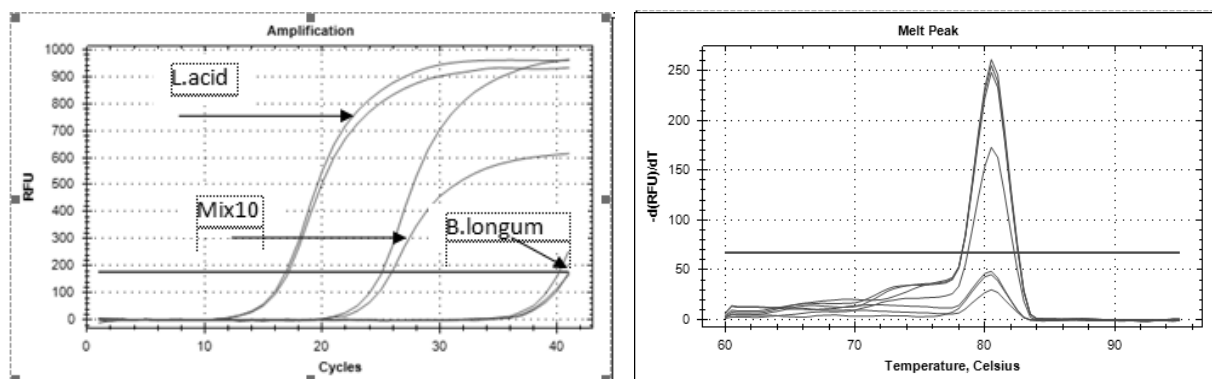 Amplification
1000
900
800
700
600
500
400
300
200
100
0
RFU
L.acid
Mix10
B.longum
0
10
20
30
40
Cycles
Melt Peak
250
200
150
100
50
0
-d(RFU)/dT
60
70
80
90
Temperature, Celsius